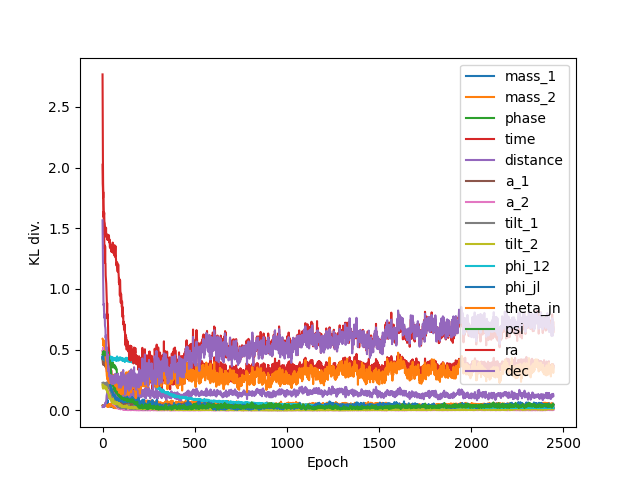 KL div.
2.5
2.0
1.5
1.0
0.5
0.0
0
500
1000
1500
2000
2500
Epoch
mass_1
mass_2
phase
time
distance
a_1
a_2
tilt_1
tilt_2
phi_12
phi_jl
theta_jn
psi
ra
dec